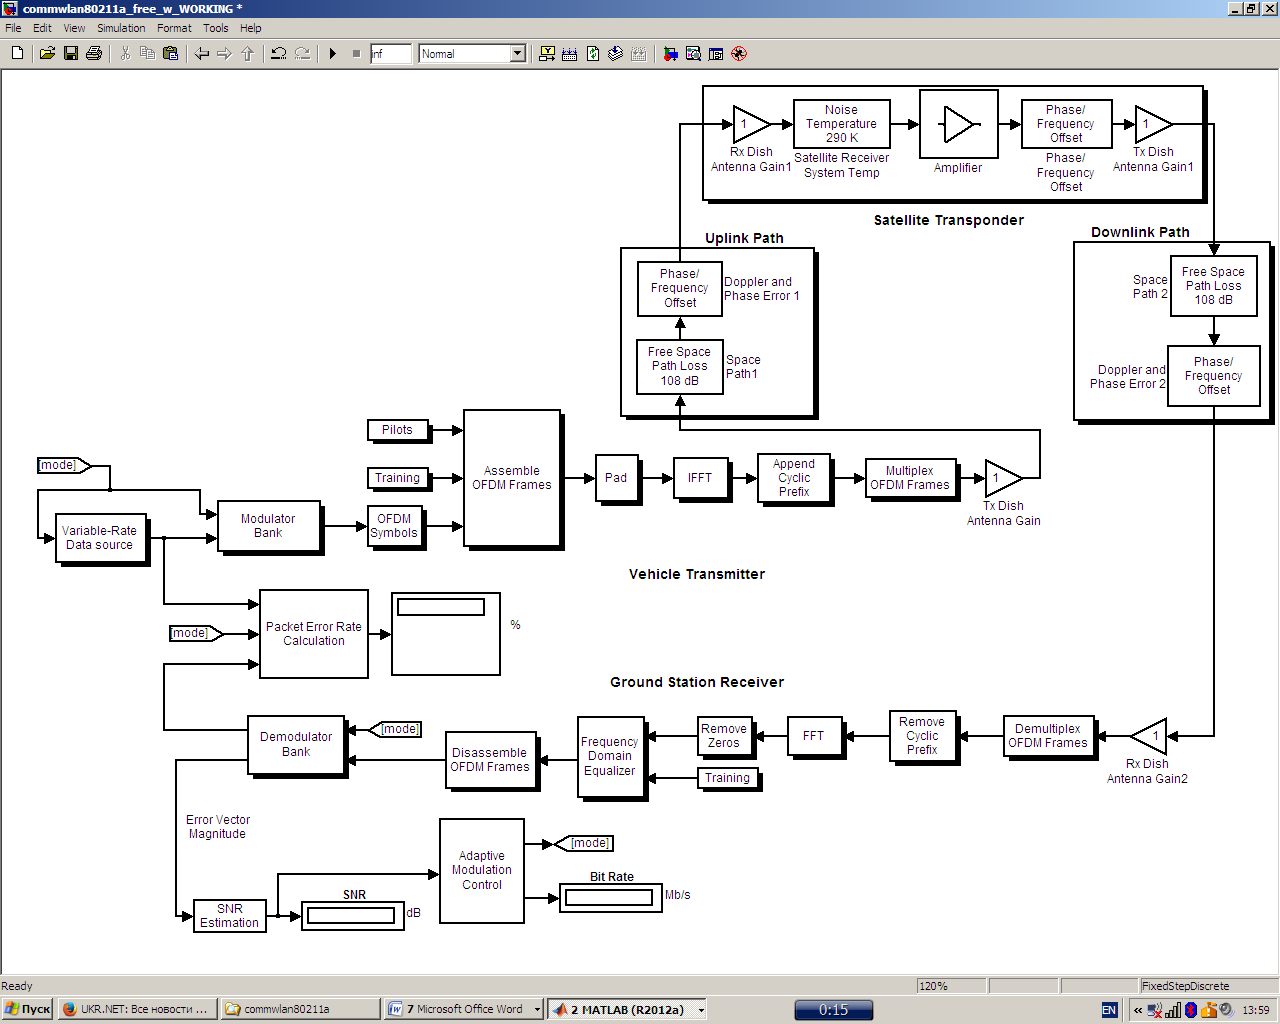 commwlan80211a_free_w_WORKING *
File Edit View Simulation Format Tools Help
inf
Normal
1
Rx Dish
Antenna Gain1
Noise
Temperature
290 K
Satellite Receiver
System Temp
Amplifier
Phase/
Frequency
Offset
Phase/
Frequency
Offset
1
Tx Dish
Antenna Gain1
Satellite Transponder
Uplink Path
Phase/
Frequency
Offset
Doppler and
Phase Error 1
Free Space
Path Loss
108 dB
Space
Path1
Downlink Path
Space
Path 2
Free Space
Path Loss
108 dB
Doppler and
Phase Error 2
Phase/
Frequency
Offset
[mode]
Variable-Rate
Data source
Modulator
Bank
Pilots
Training
OFDM
Symbols
Assemble
OFDM Frames
Pad
IFFT
Append
Cyclic
Prefix
Multiplex
OFDM Frames
1
Tx Dish
Antenna Gain
Vehicle Transmitter
[mode]
Packet Error Rate
Calculation
%
Ground Station Receiver
Demodulator
Bank
[mode]
Disassemble
OFDM Frames
Frequency
Domain
Equalizer
Remove
Zeros
Training
FFT
Remove
Cyclic
Prefix
Demultiplex
OFDM Frames
1
Rx Dish
Antenna Gain2
Error Vector
Magnitude
SNR
Estimation
SNR
dB
Adaptive
Modulation
Control
[mode]
Bit Rate
Mb/s
Ready
120%
FixedStepDiscrete
Пуск
UKR.NET: Все новости ...
commwlan80211a
7 Microsoft Office Word
2 MATLAB (R2012a)
0:15
EN
«
13:59